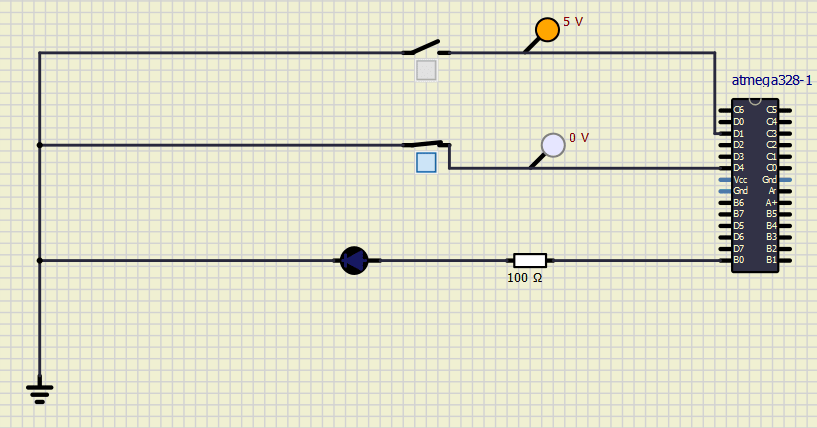 5 V
0 V
100 Ω
atmega328-1
C6 C5
D0 C4
D1 C3
D2 C2
D3 C1
D4 C0
Vcc Gnd
Gnd Ar
B6 A+
B7 B5
D5 B4
D6 B3
D7 B2
B0 B1